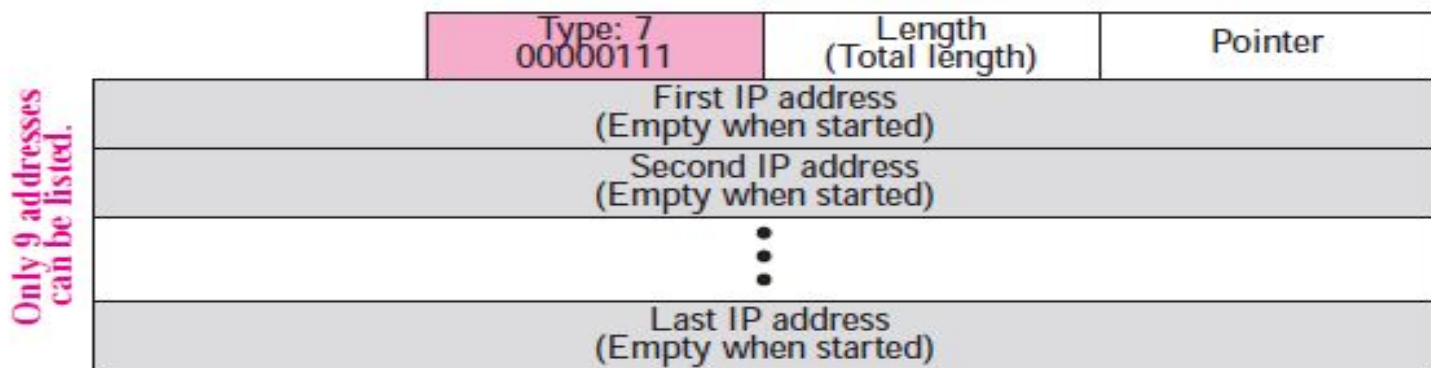 Type: 7
00000111
Length
(Total length)
Pointer
Only 9 addresses
can be listed.
First IP address
(Empty when started)
Second IP address
(Empty when started)
Last IP address
(Empty when started)